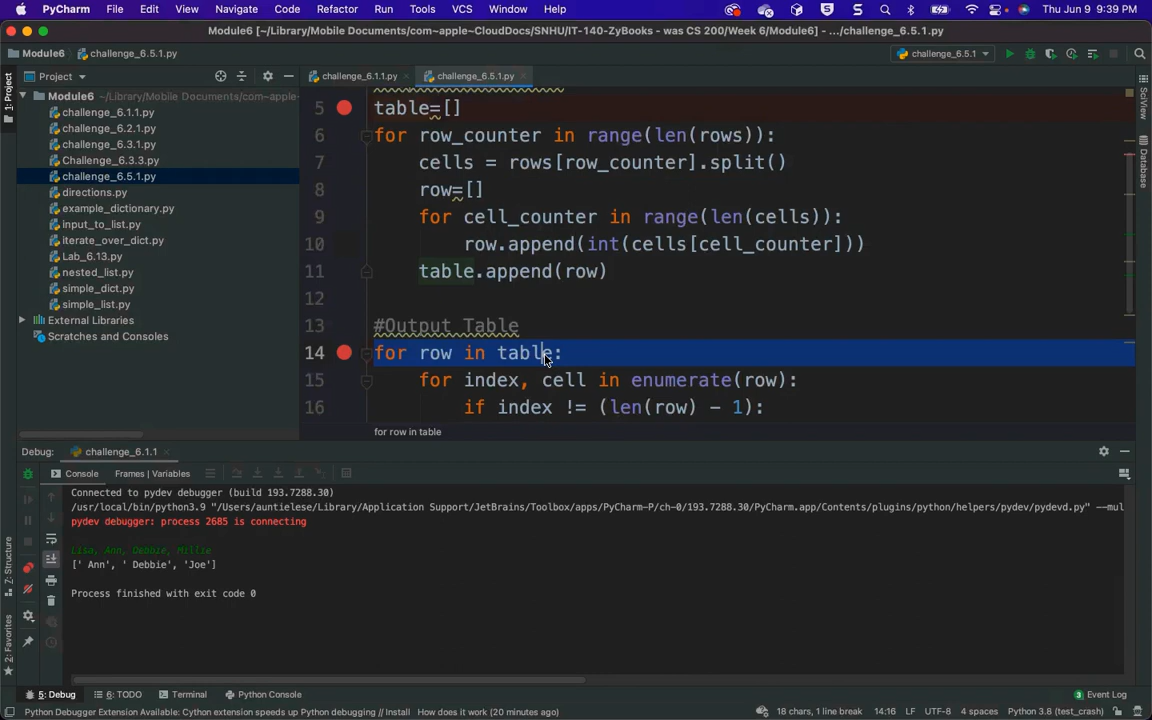 PyCharm File Edit View Navigate Code Refactor Run Tools VCS Window Help Thu Jun 9 9:39 PM
Module6 [~/Library/Mobile Documents/com~apple~CloudDocs/SNHU/IT-140-ZyBooks - was CS 200/Week 6/Module6] - .../challenge_6.5.1.py
Module6 challenge_6.5.1.py challenge_6.5.1
Project challenge_6.1.1.py challenge_6.5.1.py
1: Project
Module6 ~/Library/Mobile Documents/com~apple~
challenge_6.1.1.py
challenge_6.2.1.py
challenge_6.3.1.py
Challenge_6.3.3.py
challenge_6.5.1.py
directions.py
example_dictionary.py
input_to_list.py
iterate_over_dict.py
Lab_6.13.py
nested_list.py
simple_dict.py
simple_list.py
External Libraries
Scratches and Consoles
5 table=[]
6 for row_counter in range(len(rows)):
7 cells = rows[row_counter].split()
8 row=[]
9 for cell_counter in range(len(cells)):
10 row.append(int(cells[cell_counter]))
11 table.append(row)
12
13 #Output Table
14 for row in table:
15 for index, cell in enumerate(row):
16 if index != (len(row) - 1):
for row in table
SciView
Database
Debug: challenge_6.1.1
Console Frames | Variables
Connected to pydev debugger (build 193.7288.30)
/usr/local/bin/python3.9 "/Users/auntielese/Library/Application Support/JetBrains/Toolbox/apps/PyCharm-P/ch-0/193.7288.30/PyCharm.app/Contents/plugins/python/helpers/pydev/pydevd.py" --mul
pydev debugger: process 2685 is connecting
Lisa, Ann, Debbie, Millie
[' Ann', ' Debbie', 'Joe']
Process finished with exit code 0
Z: Structure
2: Favorites
5: Debug 6: TODO Terminal Python Console Event Log
Python Debugger Extension Available: Cython extension speeds up Python debugging // Install How does it work (20 minutes ago) 18 chars, 1 line break 14:16 LF UTF-8 4 spaces Python 3.8 (test_crash)